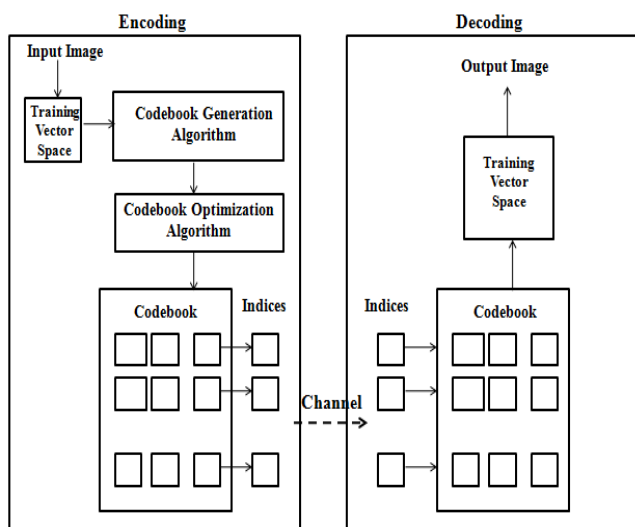 Encoding
Input Image
Training
Vector
Space
Codebook Generation
Algorithm
Codebook Optimization
Algorithm
Codebook
Indices
Channel
Decoding
Output Image
Training
Vector
Space
Indices
Codebook